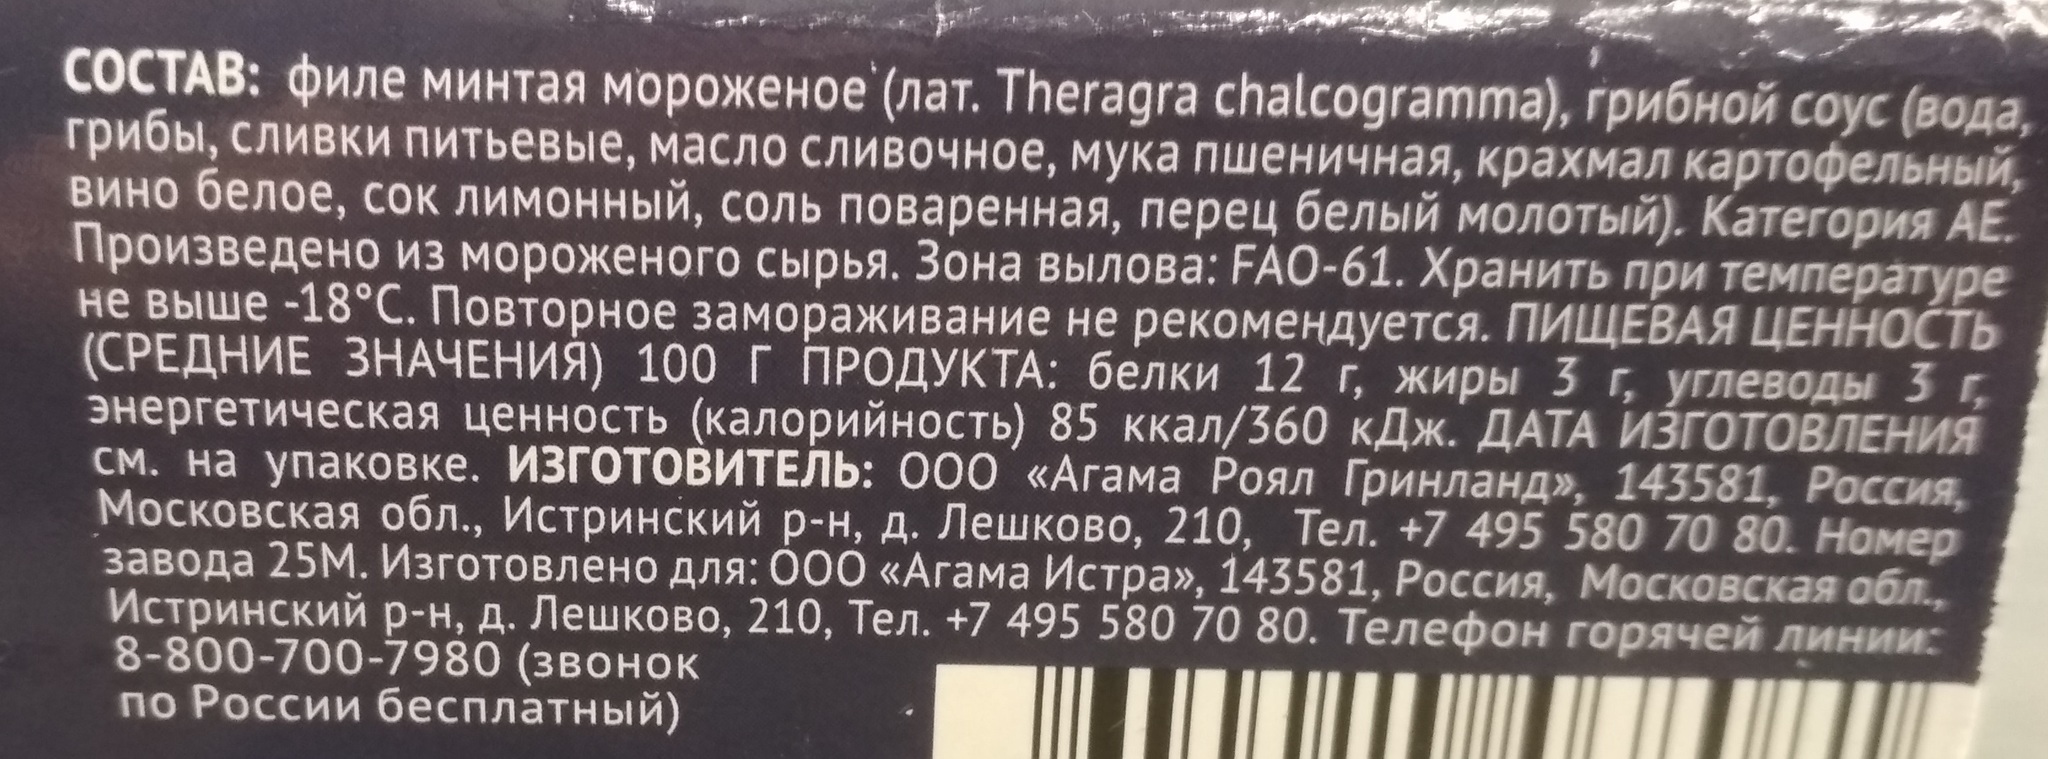 СОСТАВ: филе минтая мороженое (лат. Theragra chalcogramma), грибной соус (вода,
грибы, сливки питьевые, масло сливочное, мука пшеничная, крахмал картофельный,
вино белое, сок лимонный, соль поваренная, перец белый молотый). Категория АЕ.
Произведено из мороженого сырья. Зона вылова: FAO-61. Хранить при температуре
не выше -18°С. Повторное замораживание не рекомендуется. ПИЩЕВАЯ ЦЕННОСТЬ
(СРЕДНИЕ ЗНАЧЕНИЯ) 100 Г ПРОДУКТА: белки 12 г, жиры 3 г, углеводы 3 г,
энергетическая ценность (калорийность) 85 ккал/360 кДж. ДАТА ИЗГОТОВЛЕНИЯ
см. на упаковке. ИЗГОТОВИТЕЛЬ: ООО «Агама Роял Гринланд», 143581, Россия,
Московская обл., Истринский р-н, д. Лешково, 210, Тел. +7 495 580 70 80. Номер
завода 25М. Изготовлено для: ООО «Агама Истра», 143581, Россия, Московская обл.,
Истринский р-н, д. Лешково, 210, Тел. +7 495 580 70 80. Телефон горячей линии:
8-800-700-7980 (звонок
по России бесплатный)